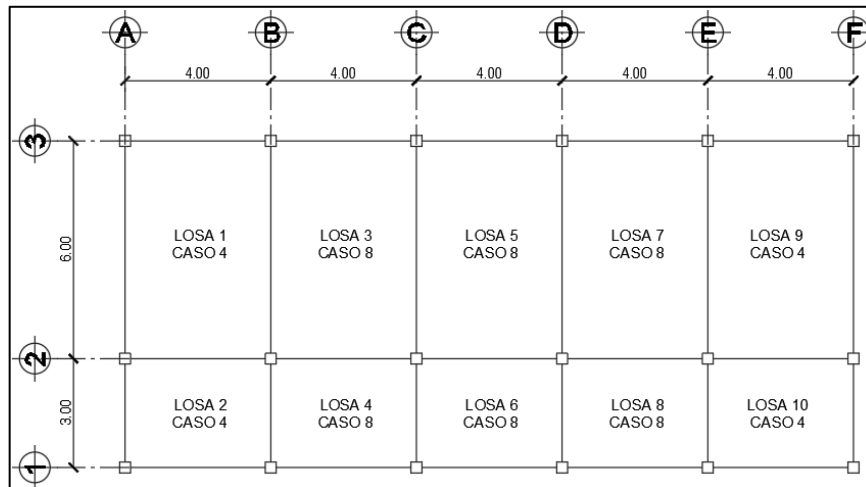 A B C D E F
4.00 4.00 4.00 4.00 4.00
3
6.00
LOSA 1 LOSA 3 LOSA 5 LOSA 7 LOSA 9
CASO 4 CASO 8 CASO 8 CASO 8 CASO 4
2
3.00
LOSA 2 LOSA 4 LOSA 6 LOSA 8 LOSA 10
CASO 4 CASO 8 CASO 8 CASO 8 CASO 4
1